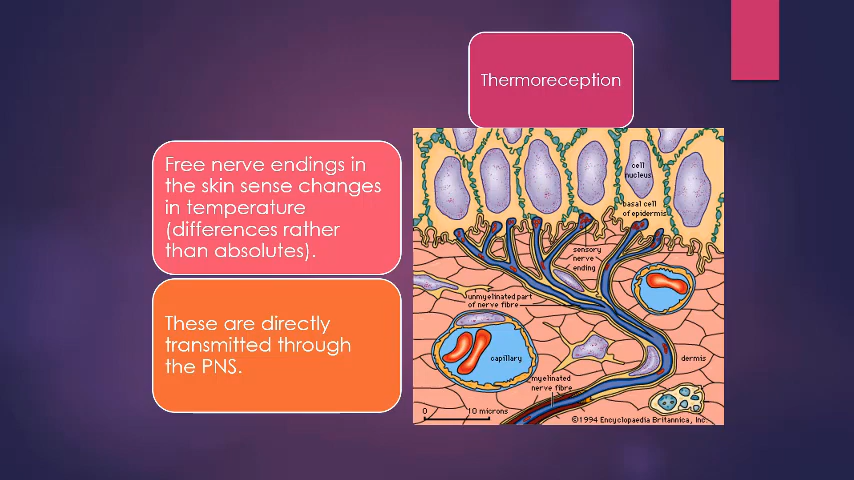 Thermoreception
Free nerve endings in
the skin sense changes
in temperature
(differences rather
than absolutes).
These are directly
transmitted through
the PNS.
cell
nucleus
basal cell
of epidermis
sensory
nerve
ending
unmyelinated part
of nerve fibre
capillary
dermis
myelinated
nerve fibre
0 10 microns
©1994 Encyclopaedia Britannica, Inc.